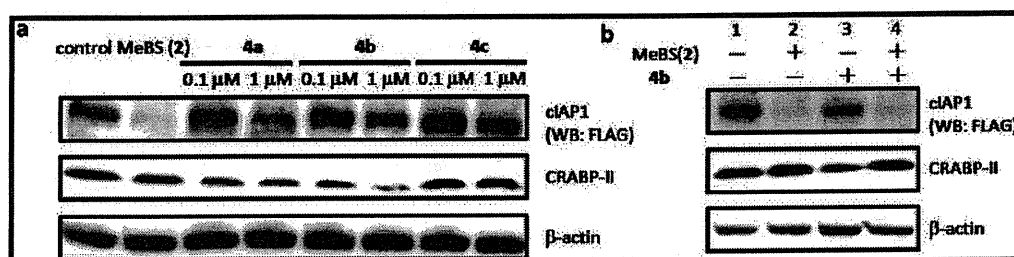 a
control MeBS (2) 4a 4b 4c
0.1 μM 1 μM 0.1 μM 1 μM 0.1 μM 1 μM
cIAP1
(WB: FLAG)
CRABP-II
β-actin
b
1 2 3 4
MeBS(2) — + — +
4b — — + +
cIAP1
(WB: FLAG)
CRABP-II
β-actin